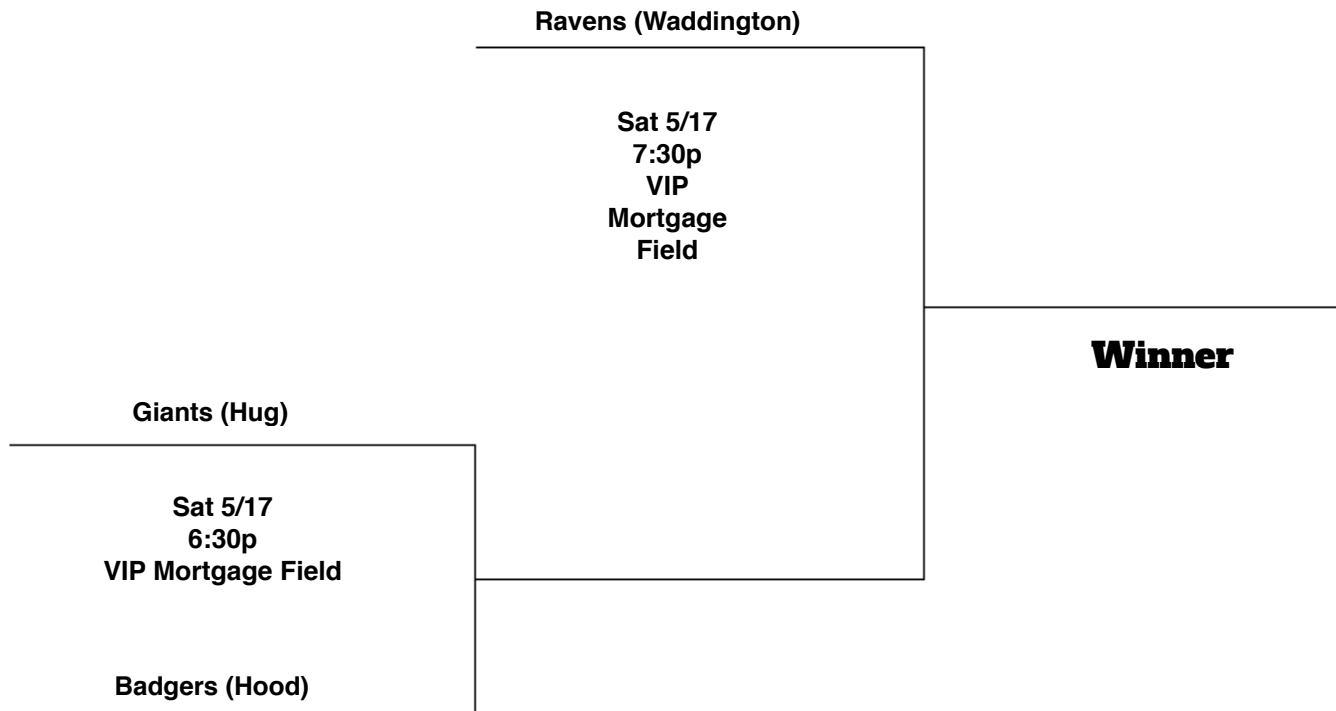 Ravens (Waddington)
Sat 5/17
7:30p
VIP
Mortgage
Field
Winner
Giants (Hug)
Sat 5/17
6:30p
VIP Mortgage Field
Badgers (Hood)